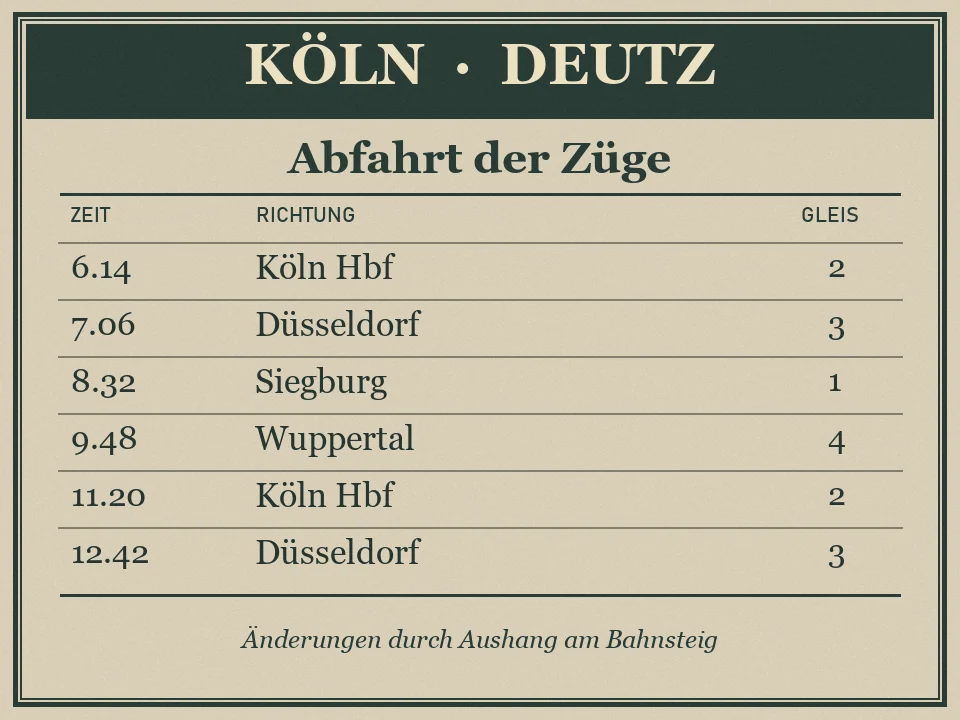 KÖLN · DEUTZ
Abfahrt der Züge
ZEIT RICHTUNG GLEIS
6.14 Köln Hbf 2
7.06 Düsseldorf 3
8.32 Siegburg 1
9.48 Wuppertal 4
11.20 Köln Hbf 2
12.42 Düsseldorf 3
Änderungen durch Aushang am Bahnsteig